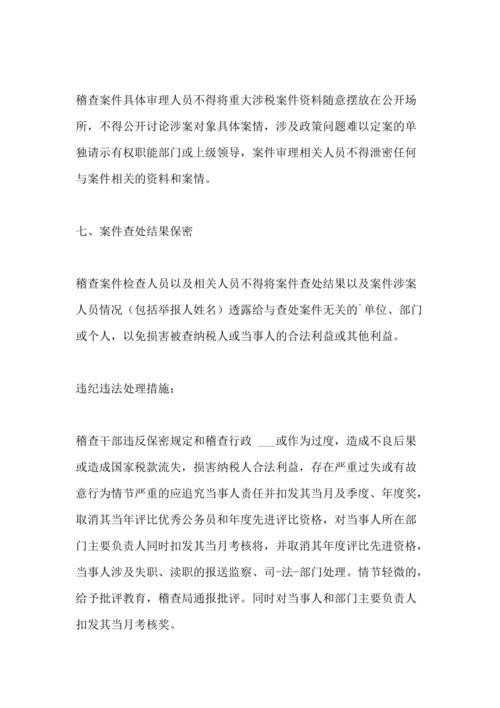 稽查案件具体审理人员不得将重大涉税案件资料随意摆放在公开场
所，不得公开讨论涉案对象具体案情，涉及政策问题难以定案的单
独请示有权职能部门或上级领导，案件审理相关人员不得泄密任何
与案件相关的资料和案情。
七、案件查处结果保密
稽查案件检查人员以及相关人员不得将案件查处结果以及案件涉案
人员情况（包括举报人姓名）透露给与查处案件无关的`单位、部门
或个人，以免损害被查纳税人或当事人的合法利益或其他利益。
违纪违法处理措施：
稽查干部违反保密规定和稽查行政 ___或作为过度，造成不良后果
或造成国家税款流失，损害纳税人合法利益，存在严重过失或有故
意行为情节严重的应追究当事人责任并扣发其当月及季度、年度奖，
取消其当年评比优秀公务员和年度先进评比资格，对当事人所在部
门主要负责人同时扣发其当月考核将，并取消其年度评比先进资格，
当事人涉及失职、渎职的报送监察、司-法-部门处理。情节轻微的，
给予批评教育，稽查局通报批评。同时对当事人和部门主要负责人
扣发其当月考核奖。